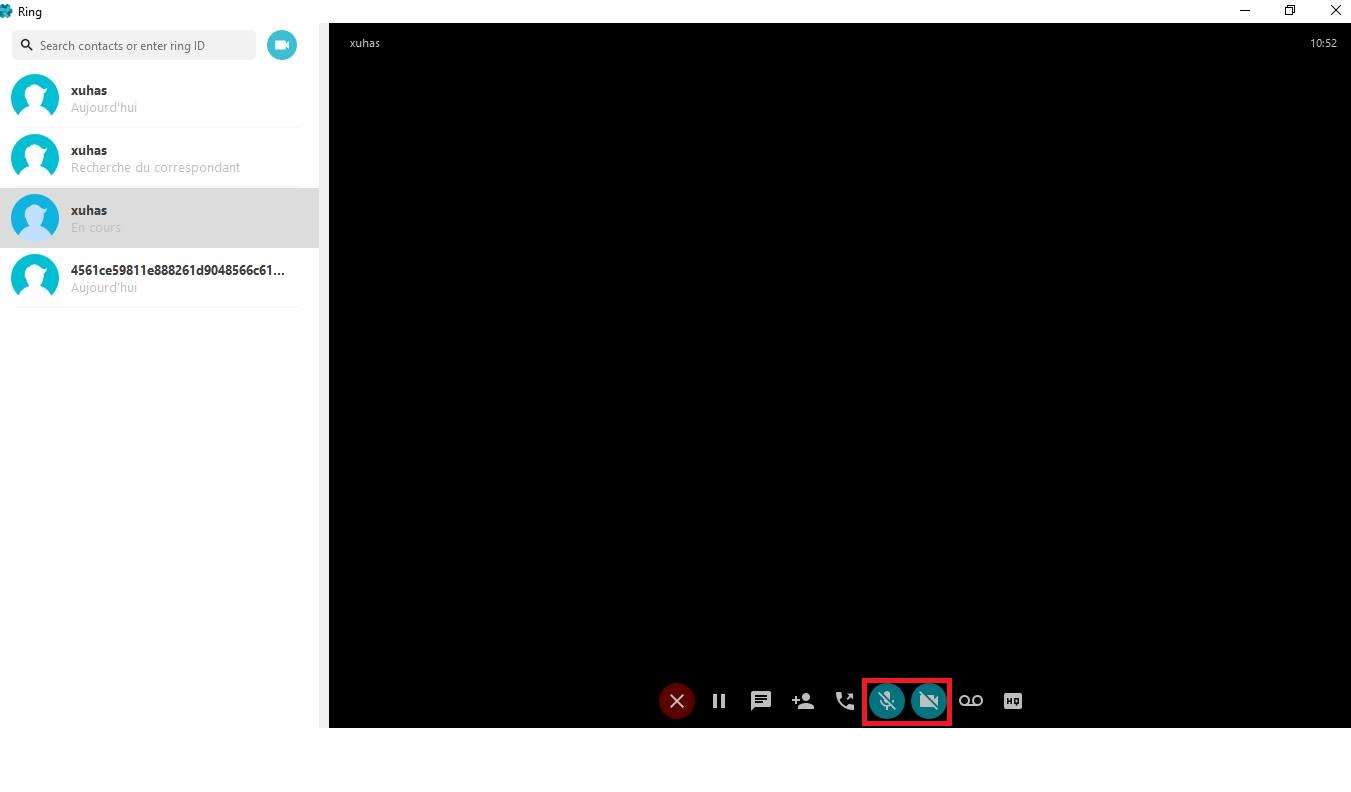 Ring
Search contacts or enter ring ID
xuhas
Aujourd'hui
xuhas
Recherche du correspondant
xuhas
En cours
4561ce59811e888261d9048566c61...
Aujourd'hui
xuhas
10:52
HQ